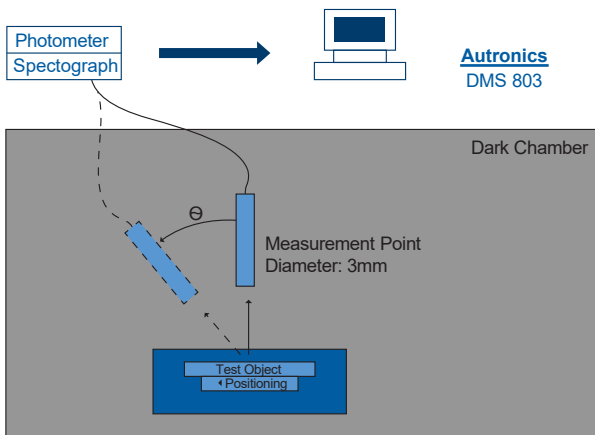 Photometer
Spectograph
Autronics
DMS 803
Dark Chamber
Θ
Measurement Point
Diameter: 3mm
Test Object
Positioning